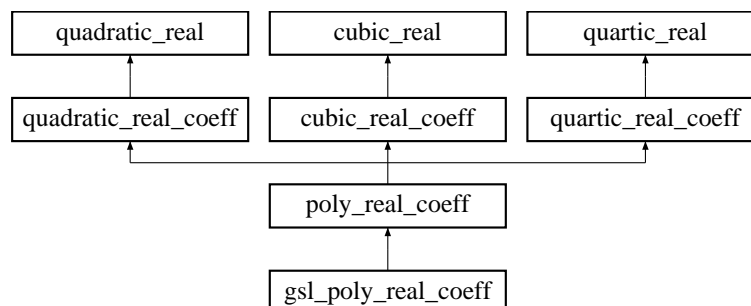 quadratic_real cubic_real quartic_real
quadratic_real_coeff cubic_real_coeff quartic_real_coeff
poly_real_coeff
gsl_poly_real_coeff